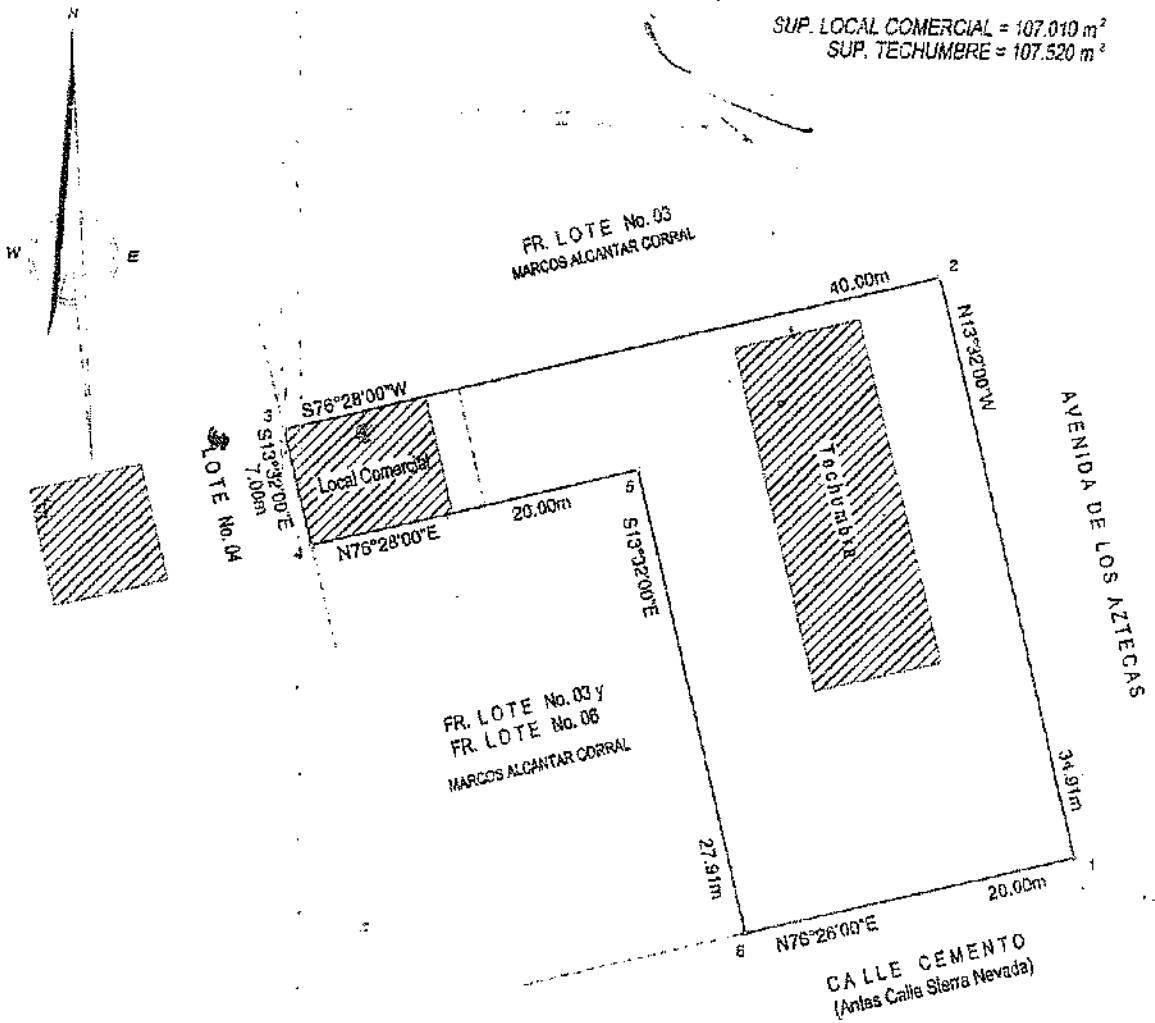 N
SUP. LOCAL COMERCIAL = 107.010 m²
SUP. TECHUMBRE = 107.520 m²
W
E
FR. LOTE No. 03
MARCOS ALCANTAR CORRAL
40.00m
2
N13°32'00"W
S76°28'00"W
3
S13°32'00"E
7.00m
LOTE No. 04
Local Comercial
4
N76°28'00"E
20.00m
5
S13°32'00"E
Techumbre
AVENIDA DE LOS AZTECAS
FR. LOTE No. 03 y
FR. LOTE No. 06
MARCOS ALCANTAR CORRAL
27.91m
34.91m
1
20.00m
6
N76°26'00"E
CALLE CEMENTO
(Antes Calle Sierra Nevada)